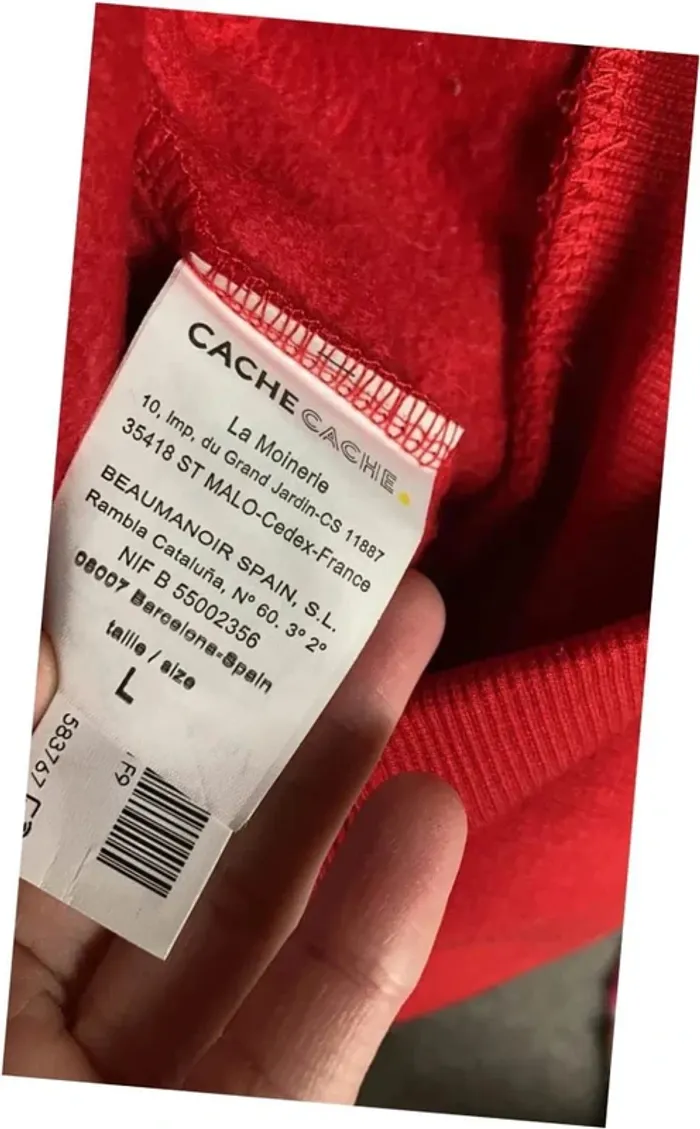 CACHE CACHE.
La Moinerie
10, Imp. du Grand Jardin-CS 11887
35418 ST MALO-Cedex-France
BEAUMANOIR SPAIN, S.L.
Rambla Cataluña, N° 60. 3° 2°
NIF B 55002356
08007 Barcelona-Spain
taille / size
L
583767
F9